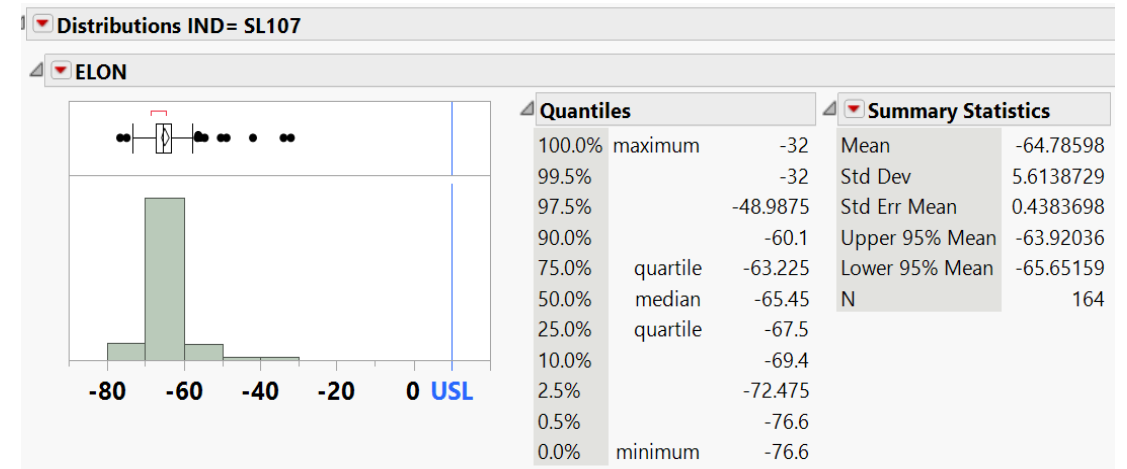 Distributions IND= SL107
ELON
-80 -60 -40 -20 0 USL
Quantiles
100.0% maximum -32
99.5% -32
97.5% -48.9875
90.0% -60.1
75.0% quartile -63.225
50.0% median -65.45
25.0% quartile -67.5
10.0% -69.4
2.5% -72.475
0.5% -76.6
0.0% minimum -76.6
Summary Statistics
Mean -64.78598
Std Dev 5.6138729
Std Err Mean 0.4383698
Upper 95% Mean -63.92036
Lower 95% Mean -65.65159
N 164